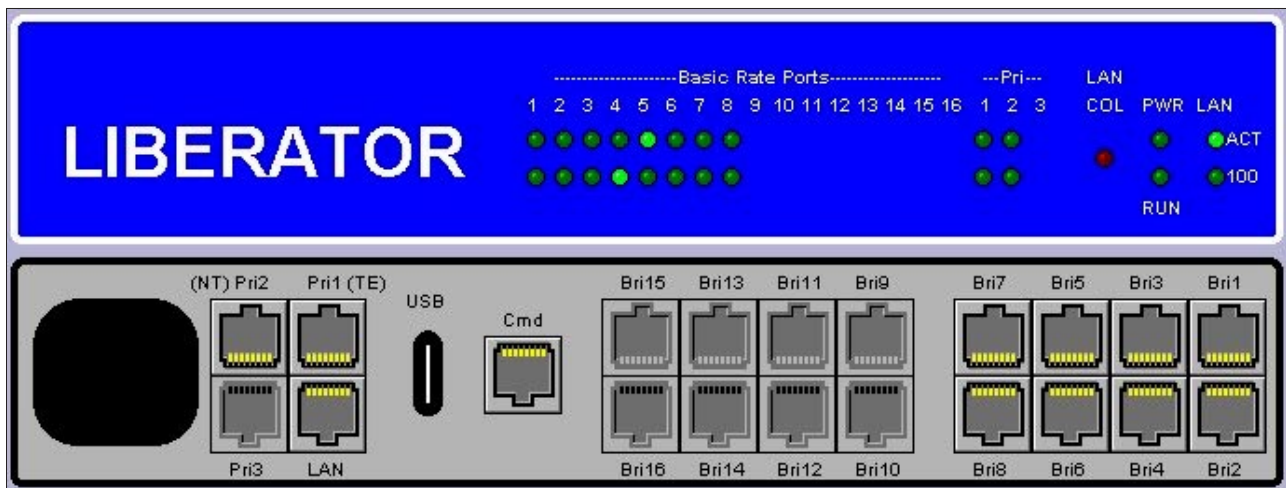 ---------------------Basic Rate Ports-------------------
---Pri---
LAN
1 2 3 4 5 6 7 8 9 10 11 12 13 14 15 16
1 2 3
COL
PWR
LAN
LIBERATOR
ACT
100
RUN
(NT) Pri2
Pri1 (TE)
USB
Cmd
Bri15
Bri13
Bri11
Bri9
Bri7
Bri5
Bri3
Bri1
Pri3
LAN
Bri16
Bri14
Bri12
Bri10
Bri8
Bri6
Bri4
Bri2